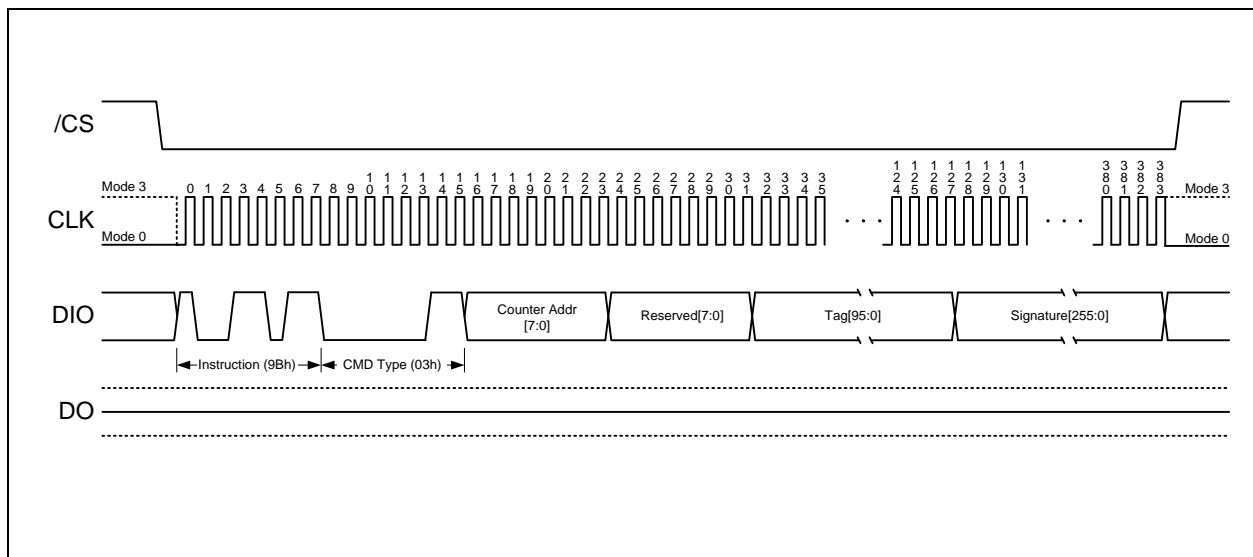 /CS
Mode 3
0 1 2 3 4 5 6 7 8 9 10 11 12 13 14 15 16 17 18 19 20 21 22 23 24 25 26 27 28 29 30 31 32 33 34 35 124 125 126 127 128 129 130 131 380 381 382 383
Mode 3
CLK
. . .
. . .
Mode 0
Mode 0
DIO
Counter Addr
[7:0]
Reserved[7:0]
Tag[95:0]
Signature[255:0]
Instruction (9Bh)
CMD Type (03h)
DO